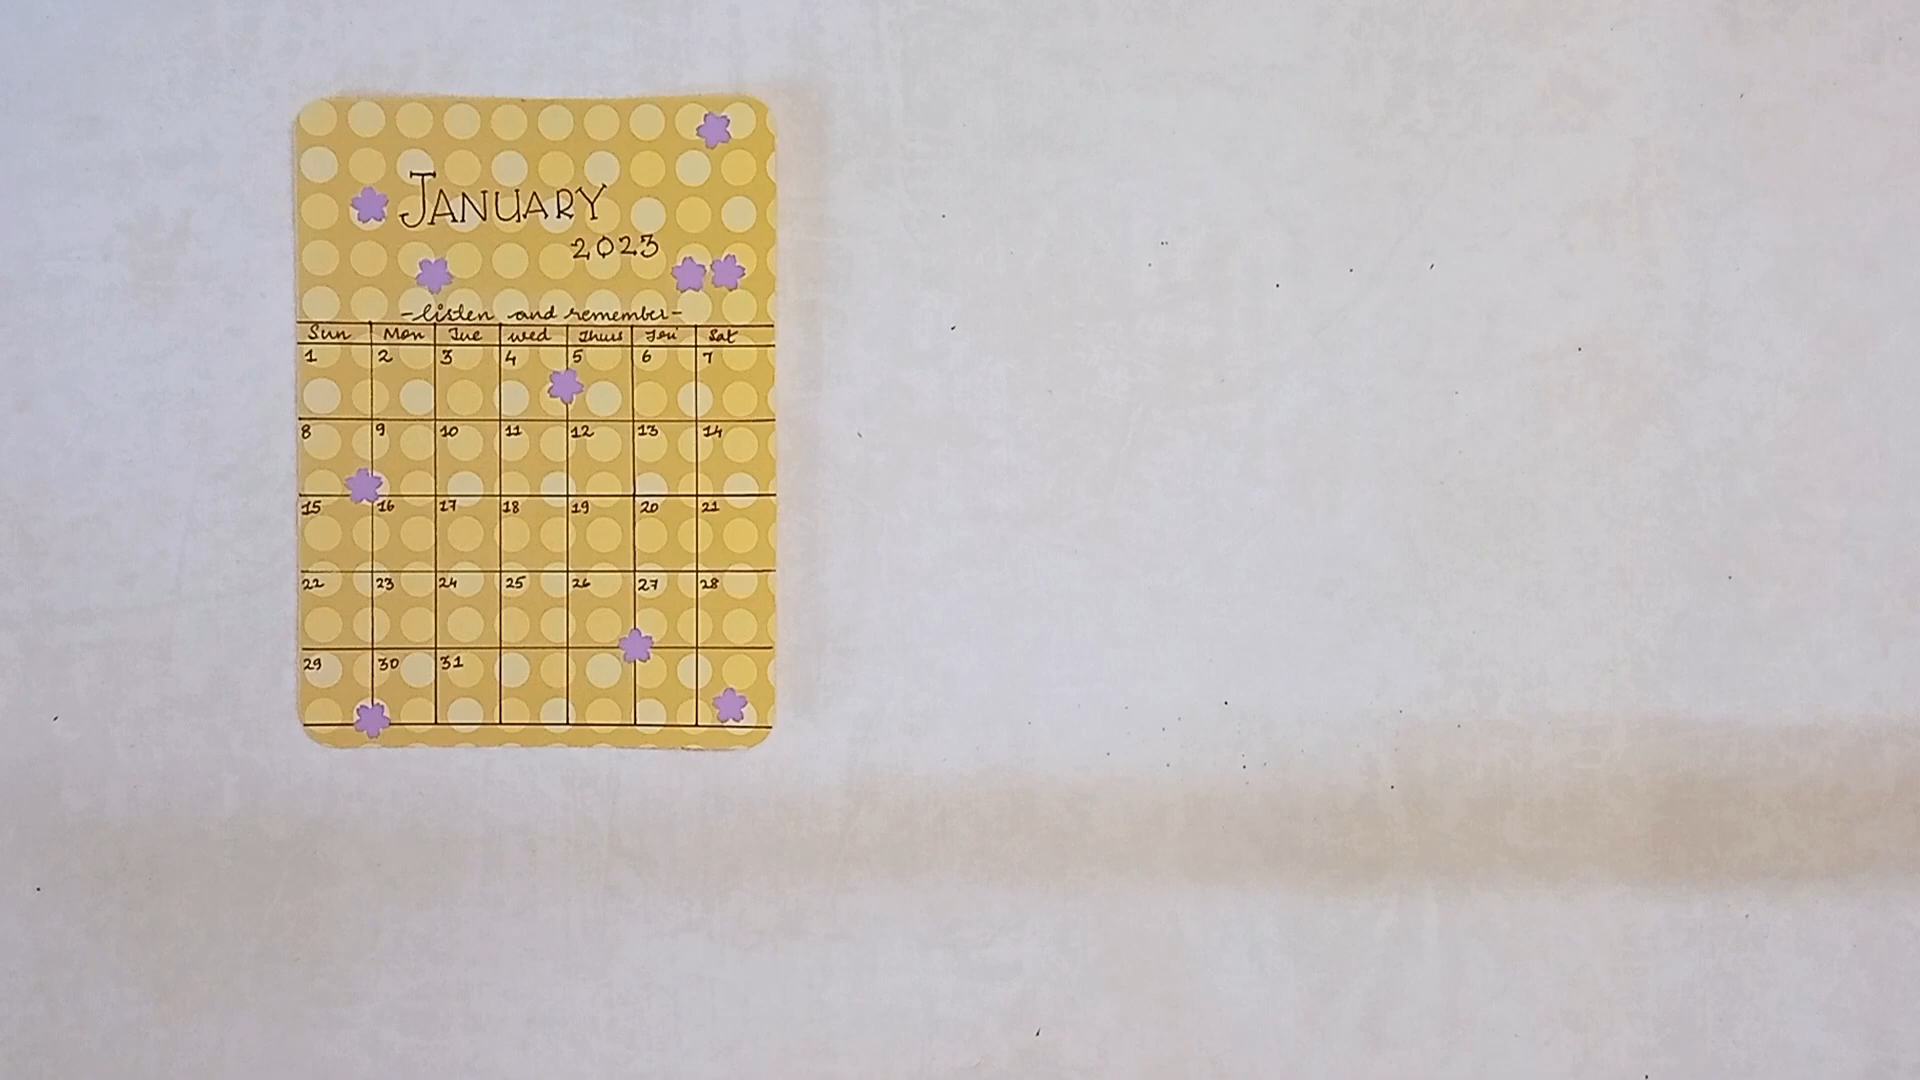 JANUARY
2023
-listen and remember-
Sun Mon Tue wed Thurs Fri Sat
1 2 3 4 5 6 7
8 9 10 11 12 13 14
15 16 17 18 19 20 21
22 23 24 25 26 27 28
29 30 31